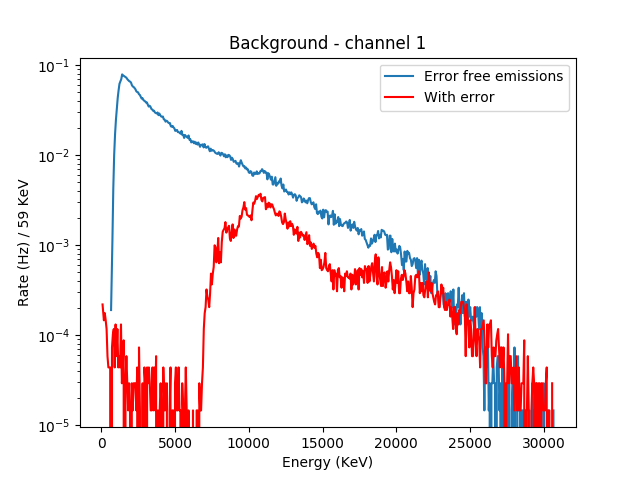 Background - channel 1
Error free emissions
With error
Rate (Hz) / 59 KeV
10⁻¹
10⁻²
10⁻³
10⁻⁴
10⁻⁵
0 5000 10000 15000 20000 25000 30000
Energy (KeV)